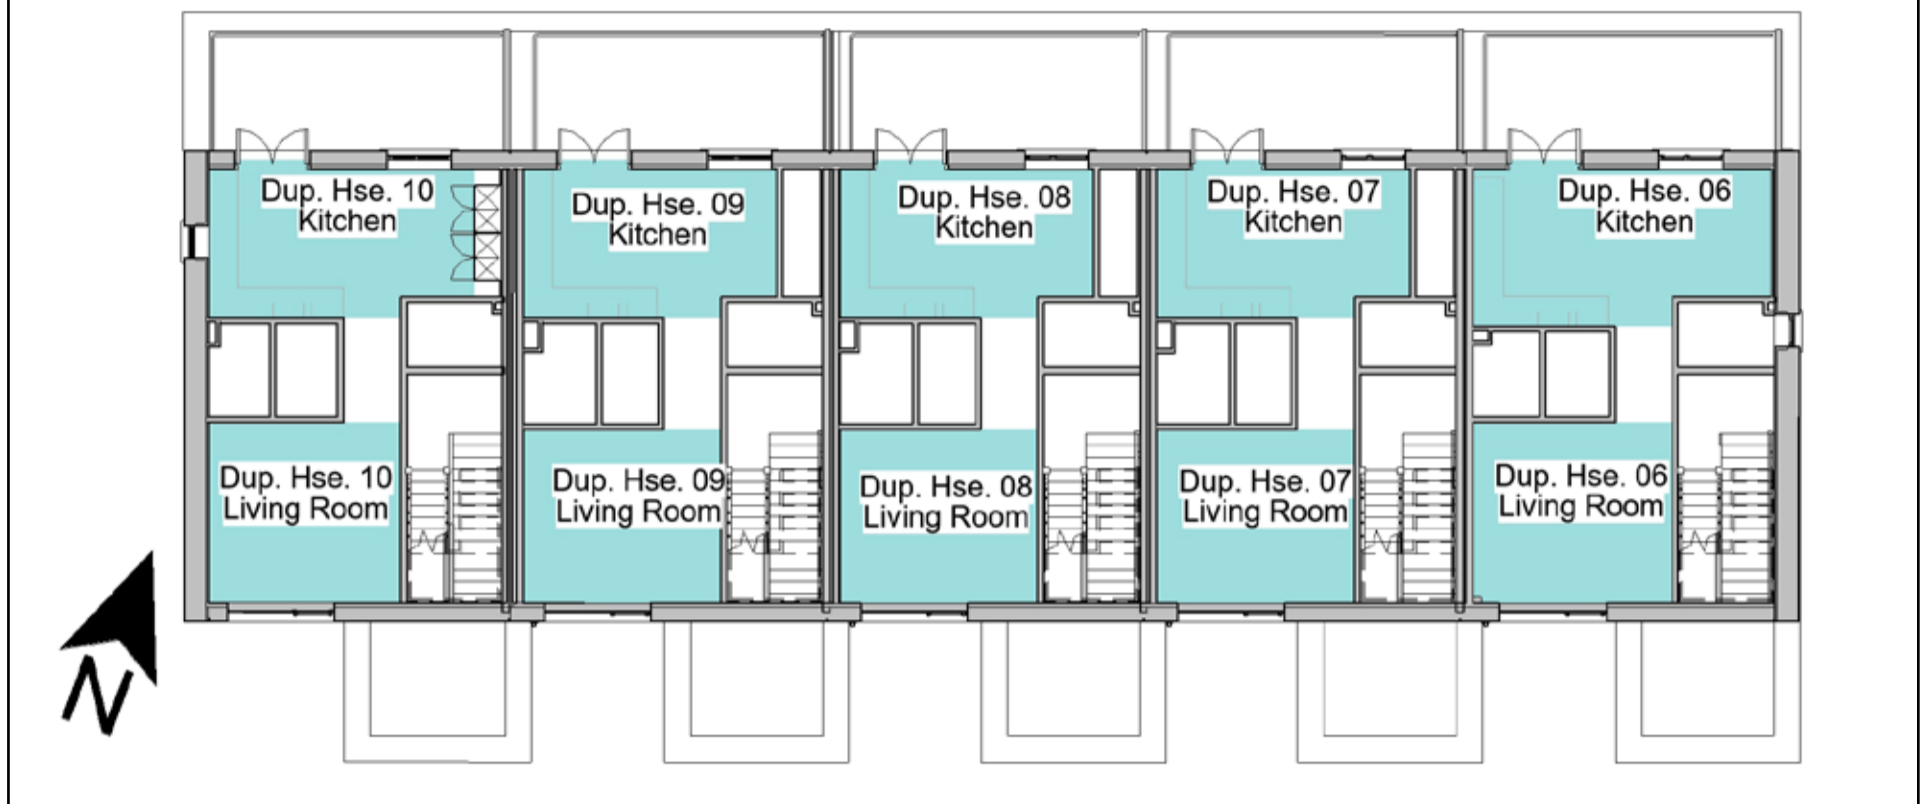 Dup. Hse. 10
Kitchen
Dup. Hse. 09
Kitchen
Dup. Hse. 08
Kitchen
Dup. Hse. 07
Kitchen
Dup. Hse. 06
Kitchen
Dup. Hse. 10
Living Room
Dup. Hse. 09
Living Room
Dup. Hse. 08
Living Room
Dup. Hse. 07
Living Room
Dup. Hse. 06
Living Room
N